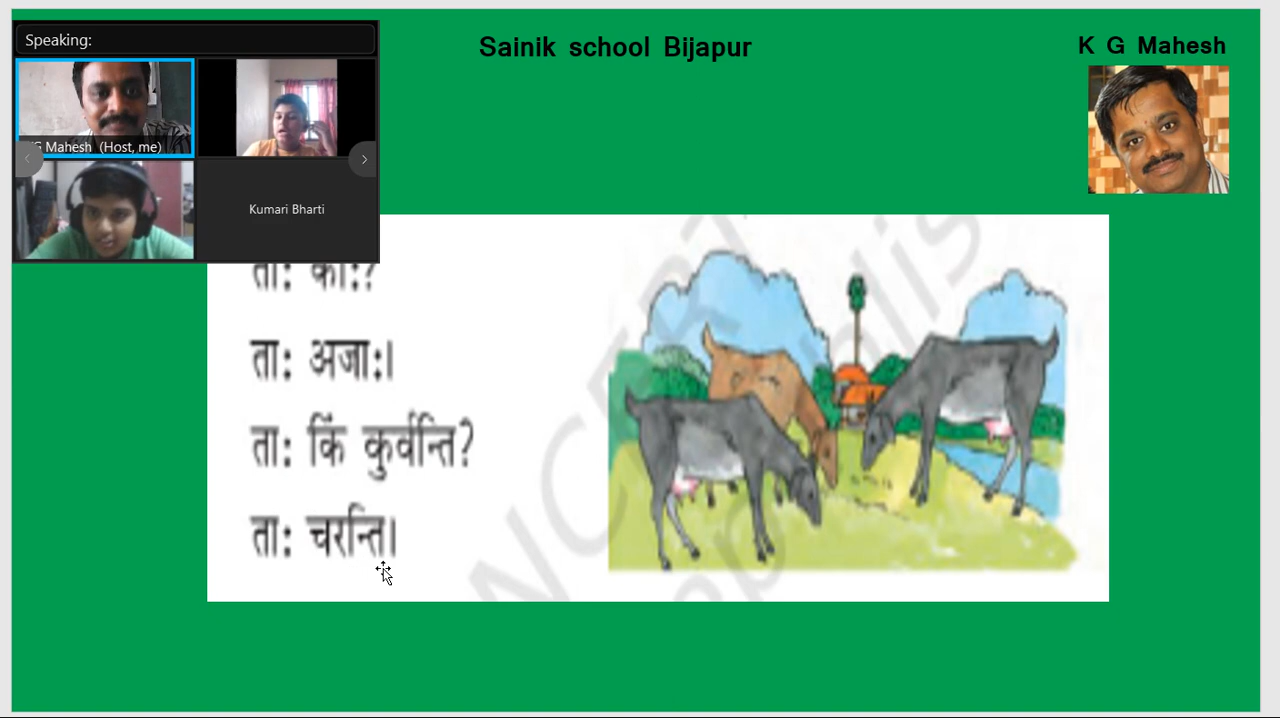 Speaking:
K G Mahesh (Host, me)
Kumari Bharti
Sainik school Bijapur
K G Mahesh
ताः काः?
ताः अजाः।
ताः किं कुर्वन्ति?
ताः चरन्ति।